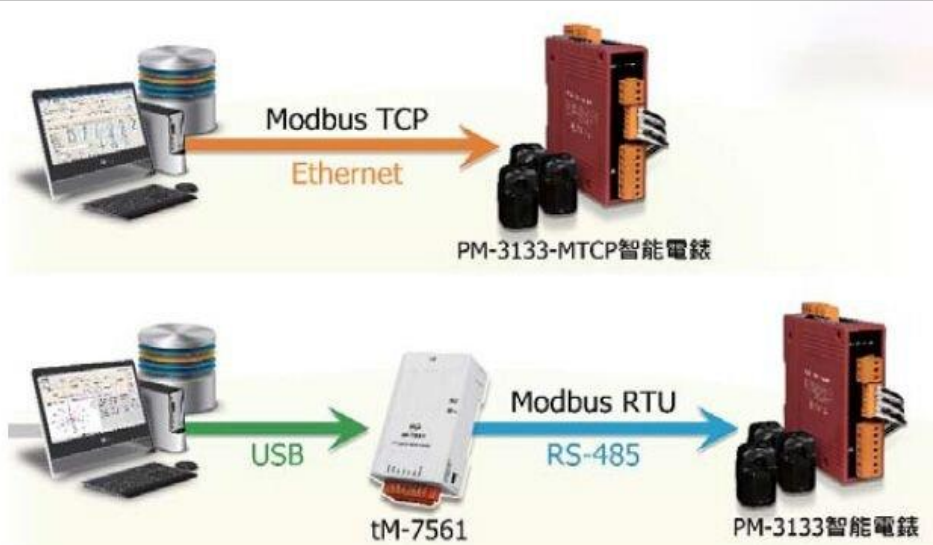 Modbus TCP
Ethernet
PM-3133-MTCP智能電錶
Modbus RTU
USB
RS-485
tM-7561
PM-3133智能電錶